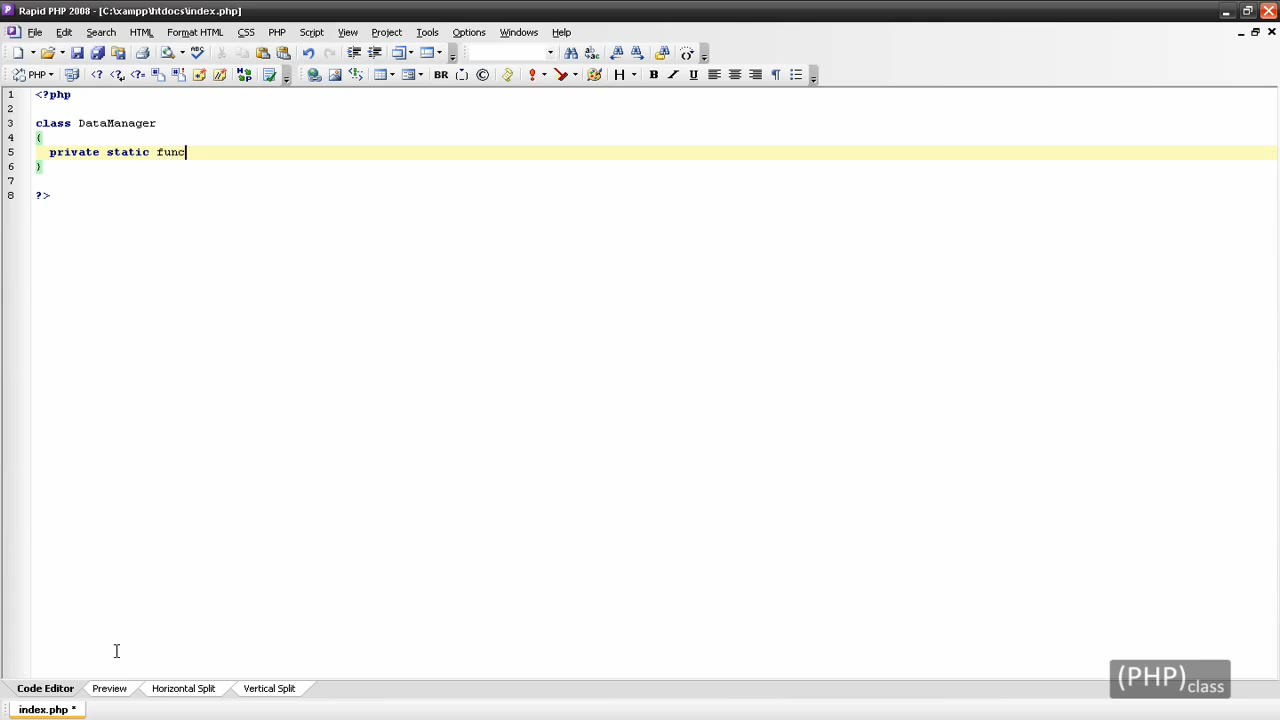 Rapid PHP 2008 - [C:\xampp\htdocs\index.php]
File Edit Search HTML Format HTML CSS PHP Script View Project Tools Options Windows Help
PHP BR H B I U
1 <?php
2
3 class DataManager
4 {
5 private static func
6 }
7
8 ?>
(PHP)class
Code Editor Preview Horizontal Split Vertical Split
index.php *